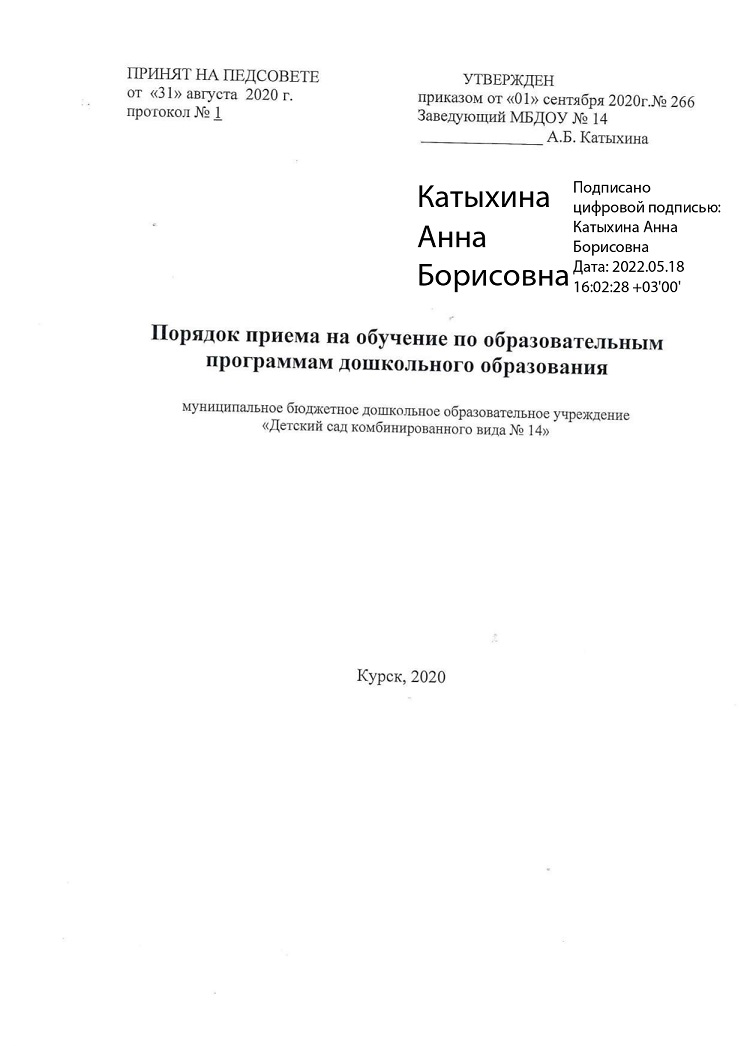 ПРИНЯТ НА ПЕДСОВЕТЕ
от «31» августа 2020 г.
протокол № 1
УТВЕРЖДЕН
приказом от «01» сентября 2020г.№ 266
Заведующий МБДОУ № 14
_______________ А.Б. Катыхина
Катыхина
Анна
Борисовна
Подписано
цифровой подписью:
Катыхина Анна
Борисовна
Дата: 2022.05.18
16:02:28 +03'00'
Порядок приема на обучение по образовательным
программам дошкольного образования
муниципальное бюджетное дошкольное образовательное учреждение
«Детский сад комбинированного вида № 14»
Курск, 2020